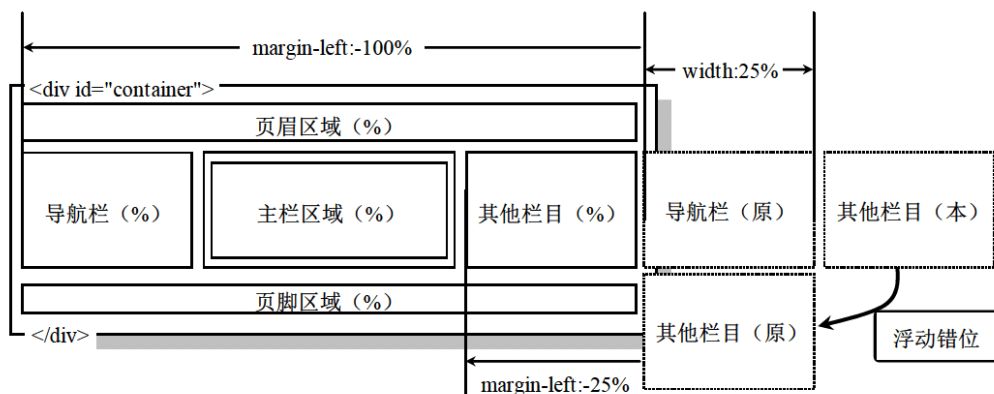 margin-left:-100%
width:25%
<div id="container">
页眉区域（%）
导航栏（%）
主栏区域（%）
其他栏目（%）
导航栏（原）
其他栏目（本）
页脚区域（%）
</div>
其他栏目（原）
浮动错位
margin-left:-25%